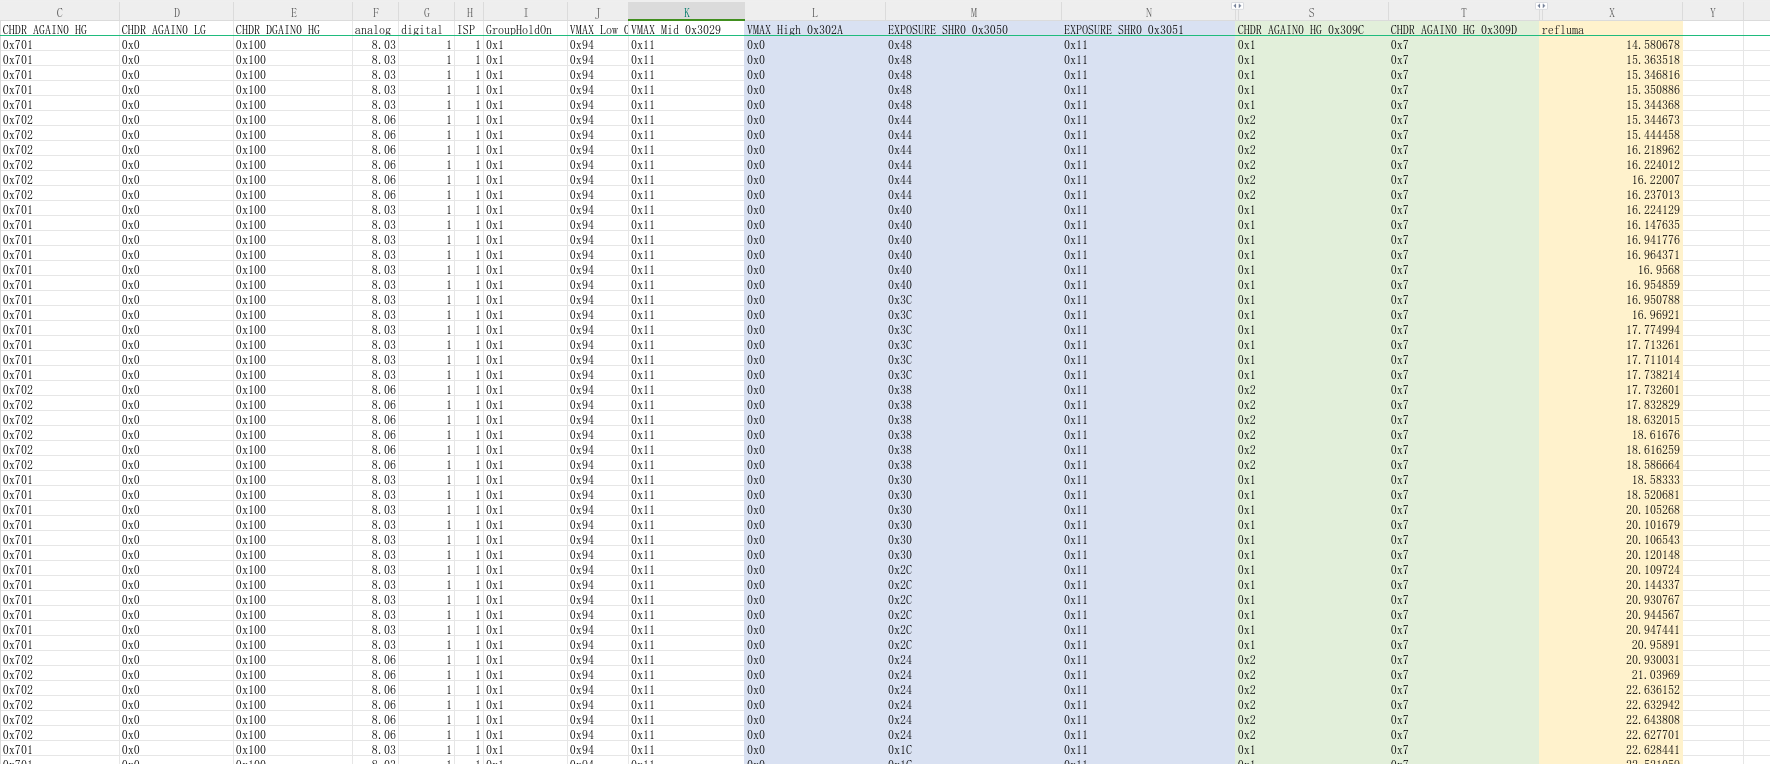 C D E F G H I J K L M N S T X Y
CHDR AGAIN0 HG CHDR AGAIN0 LG CHDR DGAIN0 HG analog digital ISP GroupHoldOn VMAX Low VMAX Mid 0x3029 VMAX High 0x302A EXPOSURE SHR0 0x3050 EXPOSURE SHR0 0x3051 CHDR AGAIN0 HG 0x309C CHDR AGAIN0 HG 0x309D refluma
0x701 0x0 0x100 8.03 1 1 0x1 0x94 0x11 0x0 0x48 0x11 0x1 0x7 14.580678
0x701 0x0 0x100 8.03 1 1 0x1 0x94 0x11 0x0 0x48 0x11 0x1 0x7 15.363518
0x701 0x0 0x100 8.03 1 1 0x1 0x94 0x11 0x0 0x48 0x11 0x1 0x7 15.346816
0x701 0x0 0x100 8.03 1 1 0x1 0x94 0x11 0x0 0x48 0x11 0x1 0x7 15.350886
0x701 0x0 0x100 8.03 1 1 0x1 0x94 0x11 0x0 0x48 0x11 0x1 0x7 15.344368
0x702 0x0 0x100 8.06 1 1 0x1 0x94 0x11 0x0 0x44 0x11 0x2 0x7 15.344673
0x702 0x0 0x100 8.06 1 1 0x1 0x94 0x11 0x0 0x44 0x11 0x2 0x7 15.444458
0x702 0x0 0x100 8.06 1 1 0x1 0x94 0x11 0x0 0x44 0x11 0x2 0x7 16.218962
0x702 0x0 0x100 8.06 1 1 0x1 0x94 0x11 0x0 0x44 0x11 0x2 0x7 16.224012
0x702 0x0 0x100 8.06 1 1 0x1 0x94 0x11 0x0 0x44 0x11 0x2 0x7 16.22007
0x702 0x0 0x100 8.06 1 1 0x1 0x94 0x11 0x0 0x44 0x11 0x2 0x7 16.237013
0x701 0x0 0x100 8.03 1 1 0x1 0x94 0x11 0x0 0x40 0x11 0x1 0x7 16.224129
0x701 0x0 0x100 8.03 1 1 0x1 0x94 0x11 0x0 0x40 0x11 0x1 0x7 16.147635
0x701 0x0 0x100 8.03 1 1 0x1 0x94 0x11 0x0 0x40 0x11 0x1 0x7 16.941776
0x701 0x0 0x100 8.03 1 1 0x1 0x94 0x11 0x0 0x40 0x11 0x1 0x7 16.964371
0x701 0x0 0x100 8.03 1 1 0x1 0x94 0x11 0x0 0x40 0x11 0x1 0x7 16.9568
0x701 0x0 0x100 8.03 1 1 0x1 0x94 0x11 0x0 0x40 0x11 0x1 0x7 16.954859
0x701 0x0 0x100 8.03 1 1 0x1 0x94 0x11 0x0 0x3C 0x11 0x1 0x7 16.950788
0x701 0x0 0x100 8.03 1 1 0x1 0x94 0x11 0x0 0x3C 0x11 0x1 0x7 16.96921
0x701 0x0 0x100 8.03 1 1 0x1 0x94 0x11 0x0 0x3C 0x11 0x1 0x7 17.774994
0x701 0x0 0x100 8.03 1 1 0x1 0x94 0x11 0x0 0x3C 0x11 0x1 0x7 17.713261
0x701 0x0 0x100 8.03 1 1 0x1 0x94 0x11 0x0 0x3C 0x11 0x1 0x7 17.711014
0x701 0x0 0x100 8.03 1 1 0x1 0x94 0x11 0x0 0x3C 0x11 0x1 0x7 17.738214
0x702 0x0 0x100 8.06 1 1 0x1 0x94 0x11 0x0 0x38 0x11 0x2 0x7 17.732601
0x702 0x0 0x100 8.06 1 1 0x1 0x94 0x11 0x0 0x38 0x11 0x2 0x7 17.832829
0x702 0x0 0x100 8.06 1 1 0x1 0x94 0x11 0x0 0x38 0x11 0x2 0x7 18.632015
0x702 0x0 0x100 8.06 1 1 0x1 0x94 0x11 0x0 0x38 0x11 0x2 0x7 18.61676
0x702 0x0 0x100 8.06 1 1 0x1 0x94 0x11 0x0 0x38 0x11 0x2 0x7 18.616259
0x702 0x0 0x100 8.06 1 1 0x1 0x94 0x11 0x0 0x38 0x11 0x2 0x7 18.586664
0x701 0x0 0x100 8.03 1 1 0x1 0x94 0x11 0x0 0x30 0x11 0x1 0x7 18.58333
0x701 0x0 0x100 8.03 1 1 0x1 0x94 0x11 0x0 0x30 0x11 0x1 0x7 18.520681
0x701 0x0 0x100 8.03 1 1 0x1 0x94 0x11 0x0 0x30 0x11 0x1 0x7 20.105268
0x701 0x0 0x100 8.03 1 1 0x1 0x94 0x11 0x0 0x30 0x11 0x1 0x7 20.101679
0x701 0x0 0x100 8.03 1 1 0x1 0x94 0x11 0x0 0x30 0x11 0x1 0x7 20.106543
0x701 0x0 0x100 8.03 1 1 0x1 0x94 0x11 0x0 0x30 0x11 0x1 0x7 20.120148
0x701 0x0 0x100 8.03 1 1 0x1 0x94 0x11 0x0 0x2C 0x11 0x1 0x7 20.109724
0x701 0x0 0x100 8.03 1 1 0x1 0x94 0x11 0x0 0x2C 0x11 0x1 0x7 20.144337
0x701 0x0 0x100 8.03 1 1 0x1 0x94 0x11 0x0 0x2C 0x11 0x1 0x7 20.930767
0x701 0x0 0x100 8.03 1 1 0x1 0x94 0x11 0x0 0x2C 0x11 0x1 0x7 20.944567
0x701 0x0 0x100 8.03 1 1 0x1 0x94 0x11 0x0 0x2C 0x11 0x1 0x7 20.947441
0x701 0x0 0x100 8.03 1 1 0x1 0x94 0x11 0x0 0x2C 0x11 0x1 0x7 20.95891
0x702 0x0 0x100 8.06 1 1 0x1 0x94 0x11 0x0 0x24 0x11 0x2 0x7 20.930031
0x702 0x0 0x100 8.06 1 1 0x1 0x94 0x11 0x0 0x24 0x11 0x2 0x7 21.03969
0x702 0x0 0x100 8.06 1 1 0x1 0x94 0x11 0x0 0x24 0x11 0x2 0x7 22.636152
0x702 0x0 0x100 8.06 1 1 0x1 0x94 0x11 0x0 0x24 0x11 0x2 0x7 22.632942
0x702 0x0 0x100 8.06 1 1 0x1 0x94 0x11 0x0 0x24 0x11 0x2 0x7 22.643808
0x702 0x0 0x100 8.06 1 1 0x1 0x94 0x11 0x0 0x24 0x11 0x2 0x7 22.627701
0x701 0x0 0x100 8.03 1 1 0x1 0x94 0x11 0x0 0x1C 0x11 0x1 0x7 22.628441